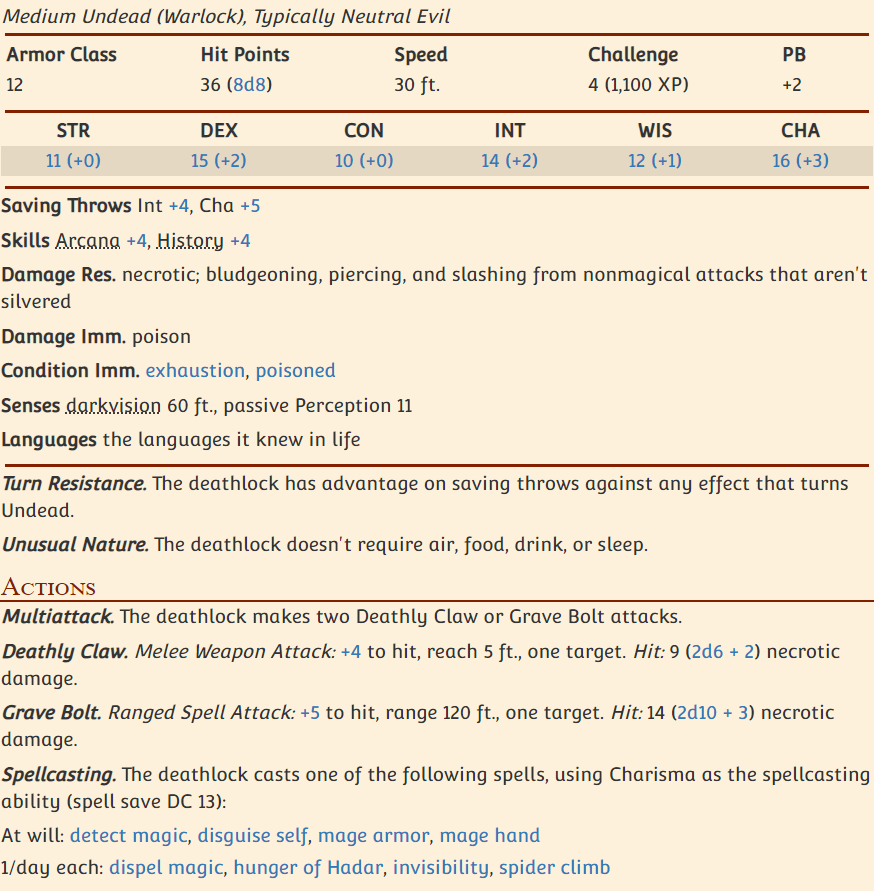 Medium Undead (Warlock), Typically Neutral Evil
Armor Class Hit Points Speed Challenge PB
12 36 (8d8) 30 ft. 4 (1,100 XP) +2
STR DEX CON INT WIS CHA
11 (+0) 15 (+2) 10 (+0) 14 (+2) 12 (+1) 16 (+3)
Saving Throws Int +4, Cha +5
Skills Arcana +4, History +4
Damage Res. necrotic; bludgeoning, piercing, and slashing from nonmagical attacks that aren't
silvered
Damage Imm. poison
Condition Imm. exhaustion, poisoned
Senses darkvision 60 ft., passive Perception 11
Languages the languages it knew in life
Turn Resistance. The deathlock has advantage on saving throws against any effect that turns
Undead.
Unusual Nature. The deathlock doesn't require air, food, drink, or sleep.
Actions
Multiattack. The deathlock makes two Deathly Claw or Grave Bolt attacks.
Deathly Claw. Melee Weapon Attack: +4 to hit, reach 5 ft., one target. Hit: 9 (2d6 + 2) necrotic
damage.
Grave Bolt. Ranged Spell Attack: +5 to hit, range 120 ft., one target. Hit: 14 (2d10 + 3) necrotic
damage.
Spellcasting. The deathlock casts one of the following spells, using Charisma as the spellcasting
ability (spell save DC 13):
At will: detect magic, disguise self, mage armor, mage hand
1/day each: dispel magic, hunger of Hadar, invisibility, spider climb